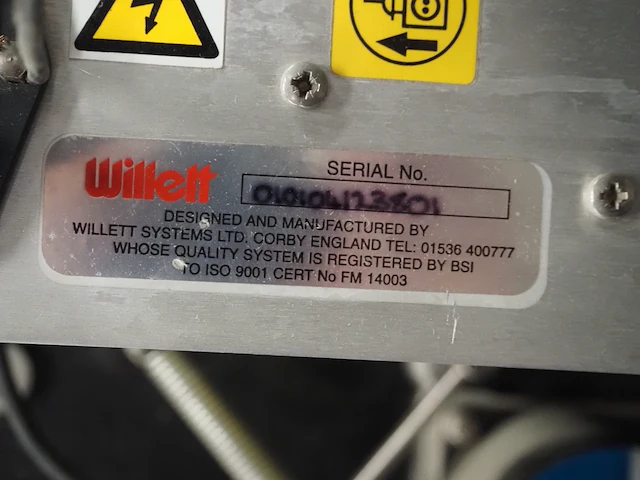 Willett
SERIAL No.
010104123801
DESIGNED AND MANUFACTURED BY
WILLETT SYSTEMS LTD. CORBY ENGLAND TEL: 01536 400777
WHOSE QUALITY SYSTEM IS REGISTERED BY BSI
TO ISO 9001 CERT No FM 14003